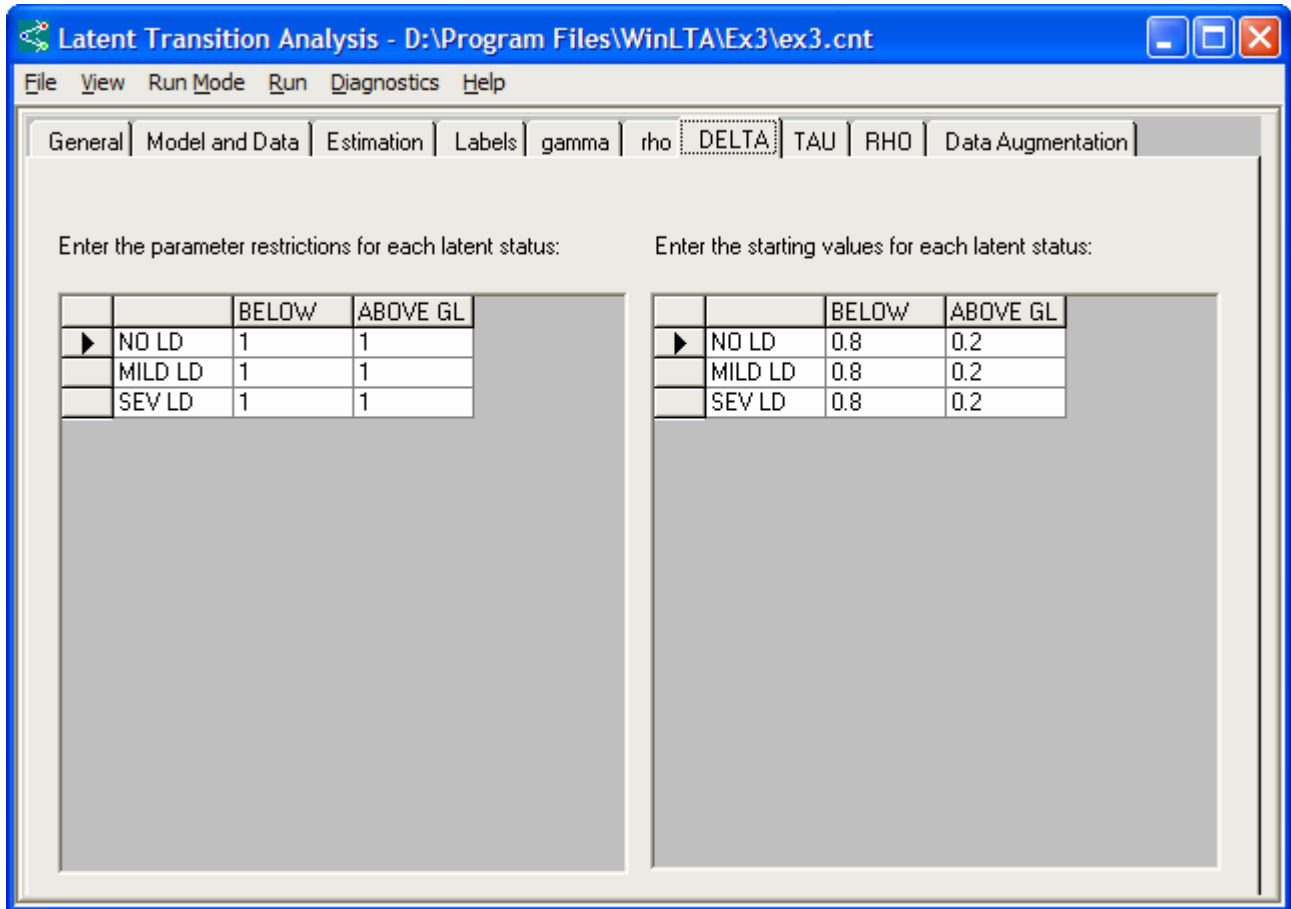 Latent Transition Analysis - D:\Program Files\WinLTA\Ex3\ex3.cnt
File View Run Mode Run Diagnostics Help
General Model and Data Estimation Labels gamma rho DELTA TAU RHO Data Augmentation
Enter the parameter restrictions for each latent status:
BELOW ABOVE GL
NO LD 1 1
MILD LD 1 1
SEV LD 1 1
Enter the starting values for each latent status:
BELOW ABOVE GL
NO LD 0.8 0.2
MILD LD 0.8 0.2
SEV LD 0.8 0.2